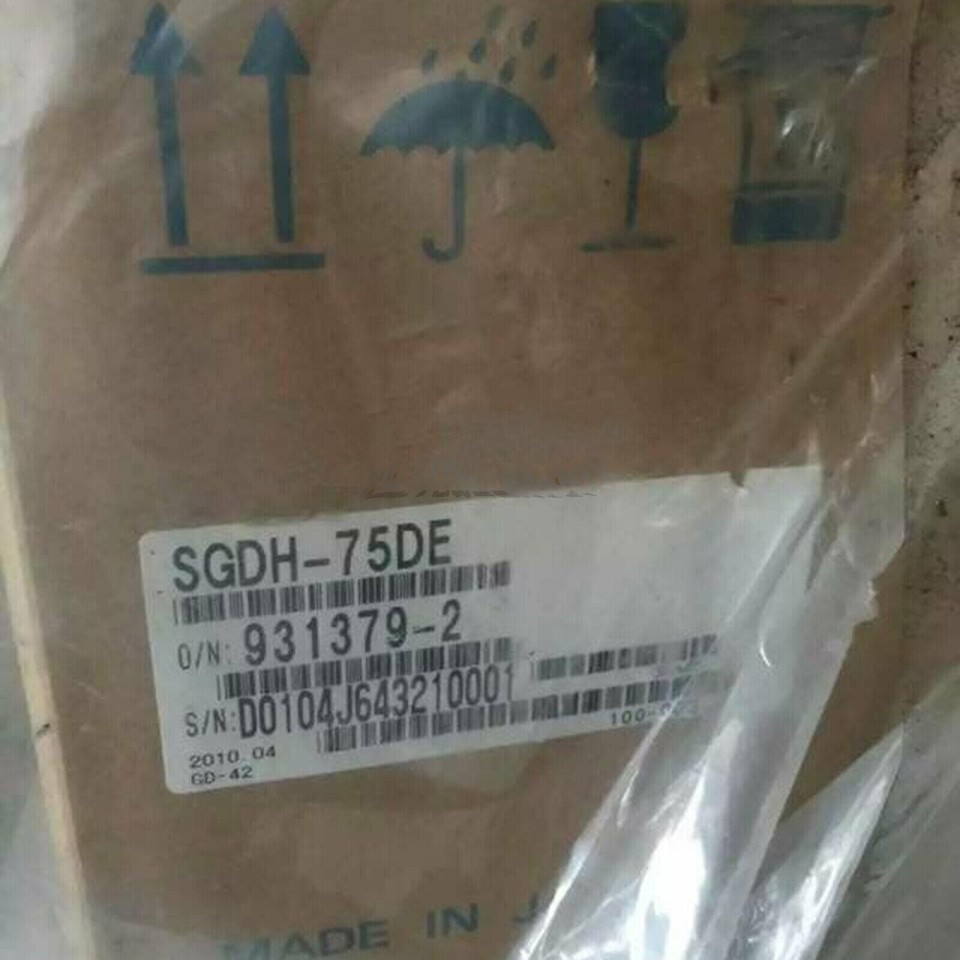 SGDH-75DE
O/N: 931379-2
S/N: D0104J643210001
2010.04
GD-42
MADE IN